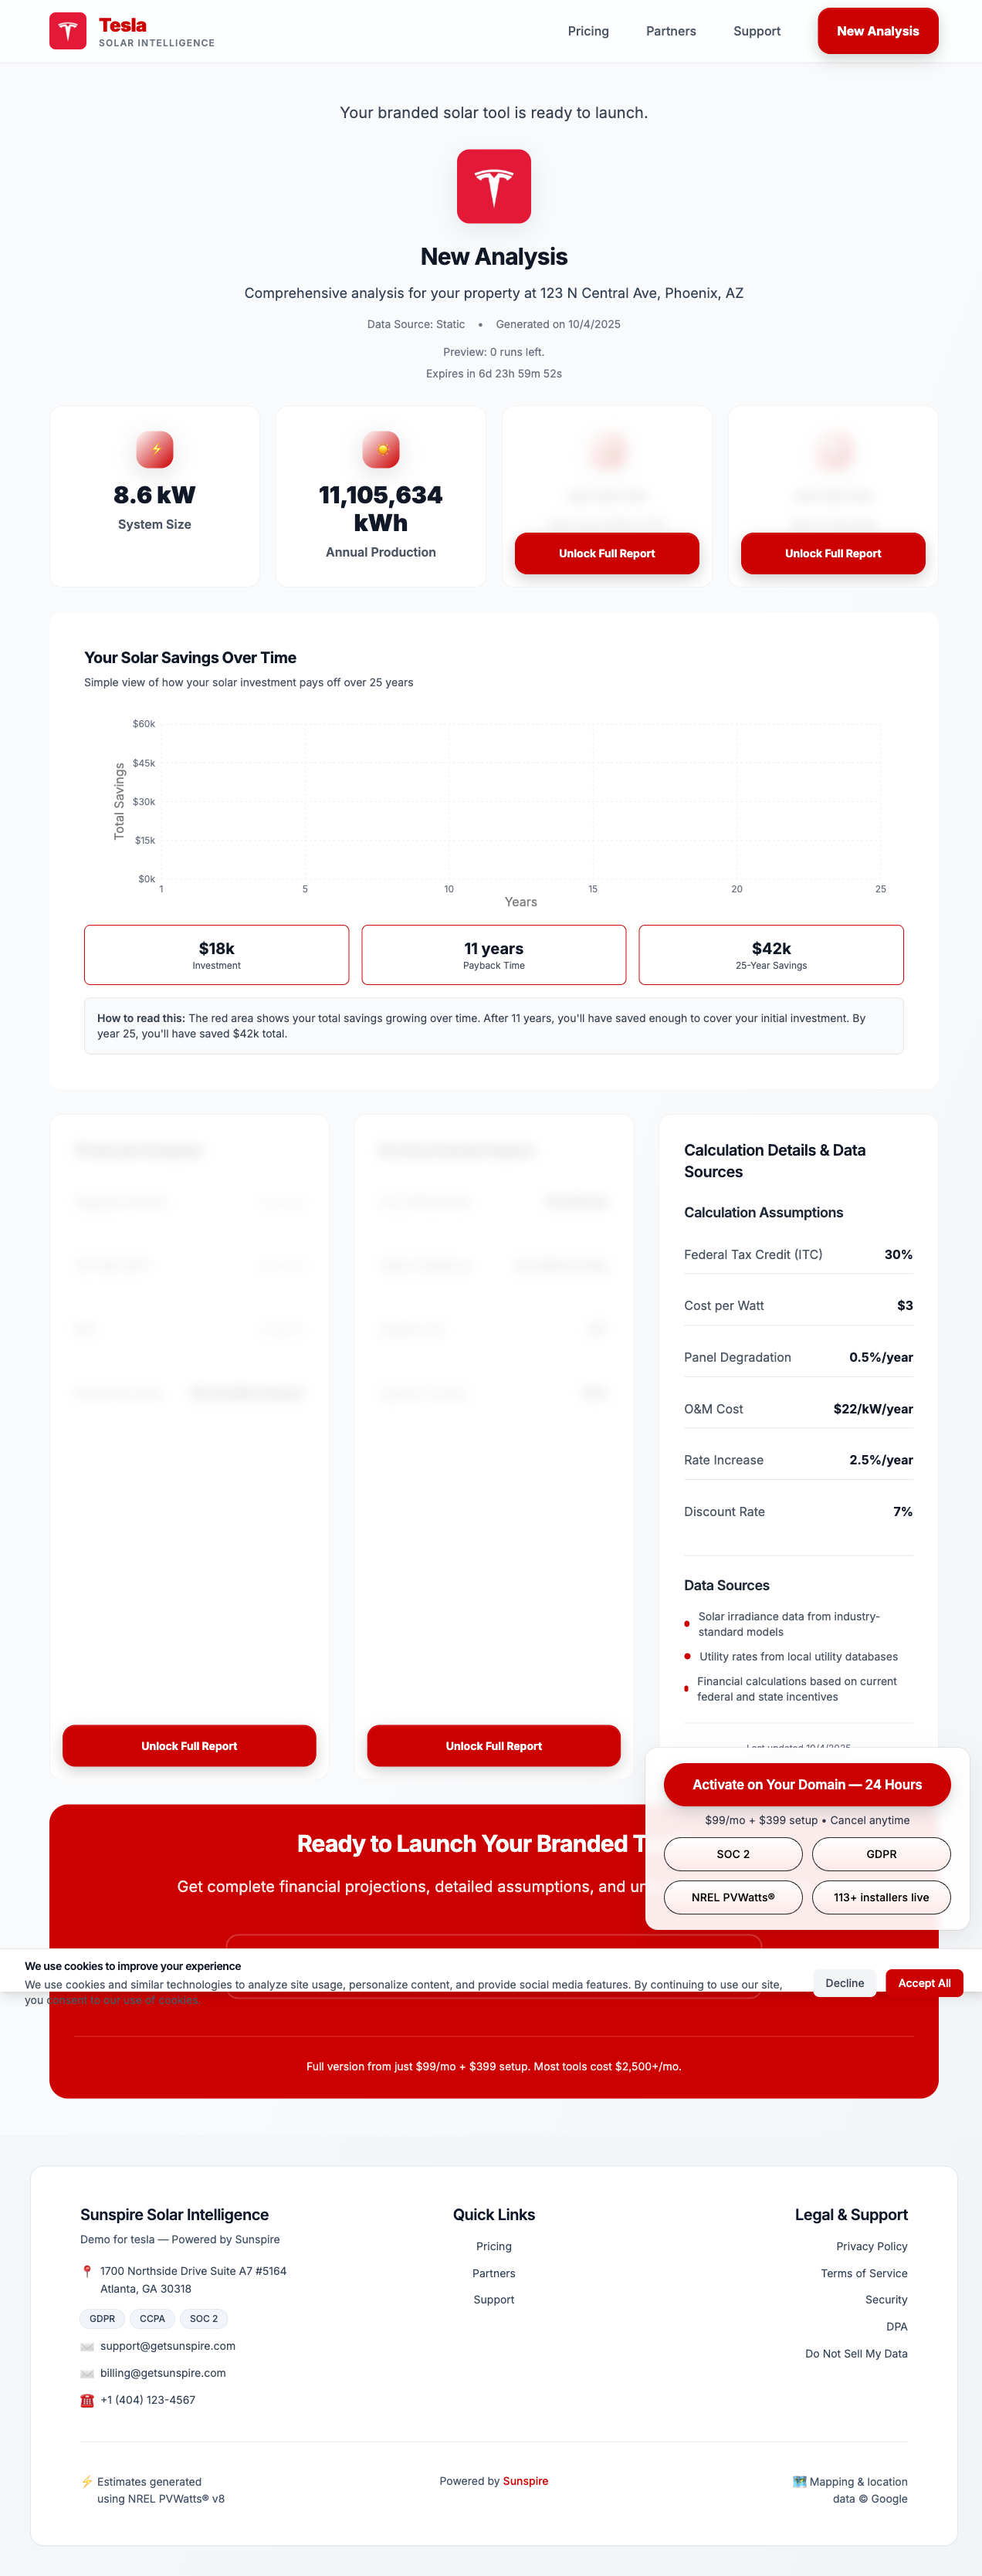 Tesla
SOLAR INTELLIGENCE
Pricing
Partners
Support
New Analysis
Your branded solar tool is ready to launch.
New Analysis
Comprehensive analysis for your property at 123 N Central Ave, Phoenix, AZ
Data Source: Static • Generated on 10/4/2025
Preview: 0 runs left.
Expires in 6d 23h 59m 52s
8.6 kW
System Size
11,105,634
kWh
Annual Production
Unlock Full Report
Unlock Full Report
Your Solar Savings Over Time
Simple view of how your solar investment pays off over 25 years
$60k
$45k
$30k
$15k
$0k
Total Savings
1
5
10
15
20
25
Years
$18k
Investment
11 years
Payback Time
$42k
25-Year Savings
How to read this: The red area shows your total savings growing over time. After 11 years, you'll have saved enough to cover your initial investment. By
year 25, you'll have saved $42k total.
Unlock Full Report
Unlock Full Report
Calculation Details & Data
Sources
Calculation Assumptions
Federal Tax Credit (ITC) 30%
Cost per Watt $3
Panel Degradation 0.5%/year
O&M Cost $22/kW/year
Rate Increase 2.5%/year
Discount Rate 7%
Data Sources
Solar irradiance data from industry-
standard models
Utility rates from local utility databases
Financial calculations based on current
federal and state incentives
Last updated 10/4/2025
Activate on Your Domain — 24 Hours
$99/mo + $399 setup • Cancel anytime
SOC 2
GDPR
NREL PVWatts®
113+ installers live
Ready to Launch Your Branded T
Get complete financial projections, detailed assumptions, and
We use cookies to improve your experience
We use cookies and similar technologies to analyze site usage, personalize content, and provide social media features. By continuing to use our site,
you consent to our use of cookies.
Decline
Accept All
Full version from just $99/mo + $399 setup. Most tools cost $2,500+/mo.
Sunspire Solar Intelligence
Demo for tesla — Powered by Sunspire
1700 Northside Drive Suite A7 #5164
Atlanta, GA 30318
GDPR
CCPA
SOC 2
support@getsunspire.com
billing@getsunspire.com
+1 (404) 123-4567
Quick Links
Pricing
Partners
Support
Legal & Support
Privacy Policy
Terms of Service
Security
DPA
Do Not Sell My Data
Estimates generated
using NREL PVWatts® v8
Powered by Sunspire
Mapping & location
data © Google